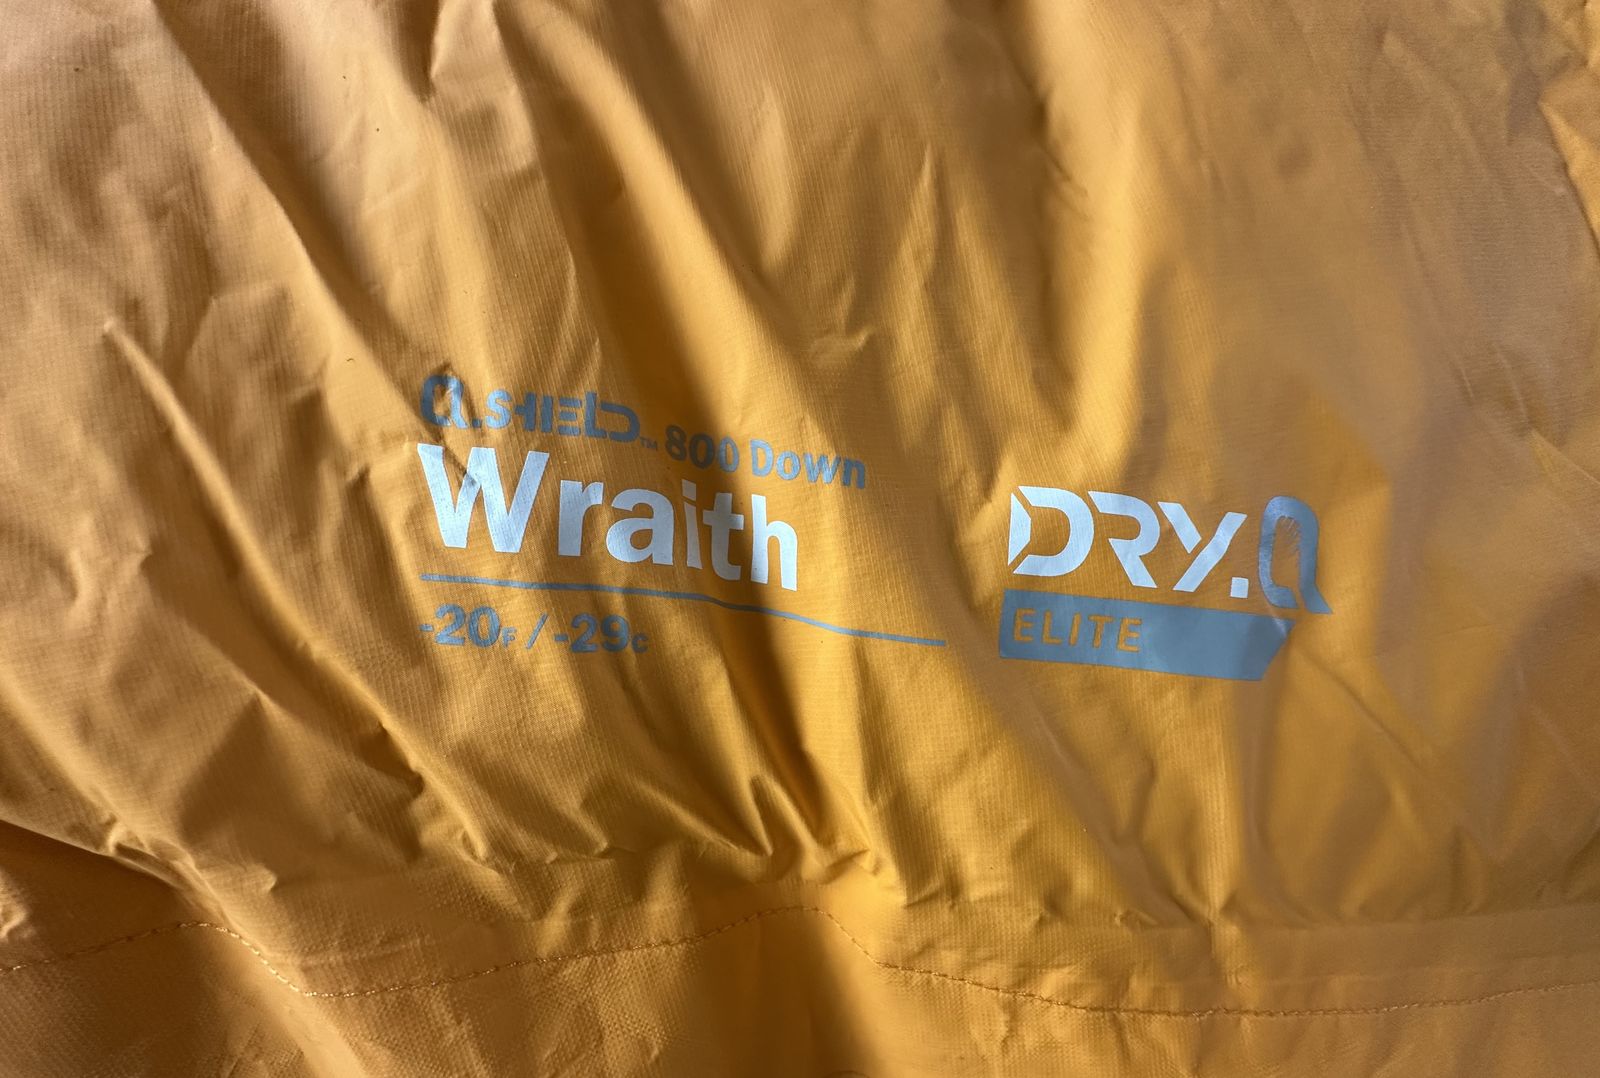 Q.SHIELD™ 800 Down
Wraith
-20F / -29C
DRY.Q
ELITE